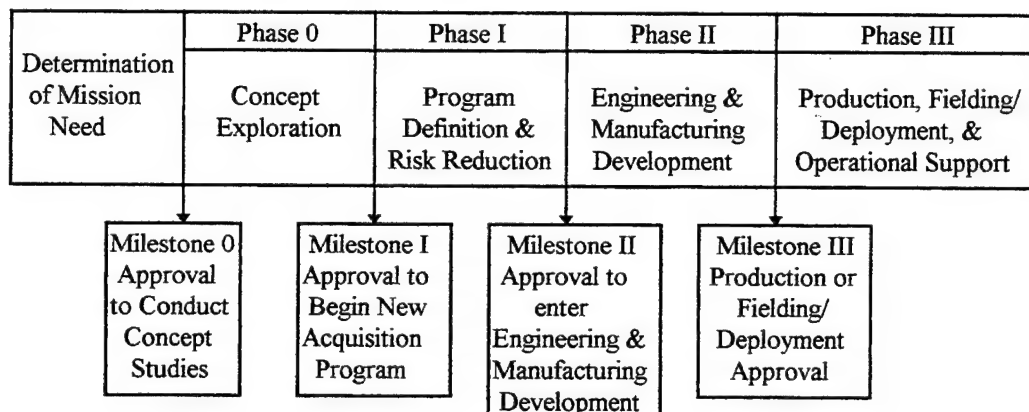 Phase 0
Phase I
Phase II
Phase III
Determination
of Mission
Need
Concept
Exploration
Program
Definition &
Risk Reduction
Engineering &
Manufacturing
Development
Production, Fielding/
Deployment, &
Operational Support
Milestone 0
Approval
to Conduct
Concept
Studies
Milestone I
Approval to
Begin New
Acquisition
Program
Milestone II
Approval to
enter
Engineering &
Manufacturing
Development
Milestone III
Production or
Fielding/
Deployment
Approval